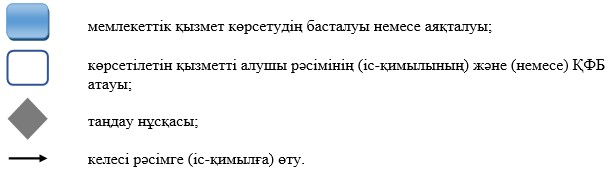 мемлекеттік қызмет көрсетудің басталуы немесе аяқталуы;
көрсетілетін қызметті алушы рәсімінің (іс-қимылының) және (немесе) ҚФБ
атауы;
таңдау нұсқасы;
келесі рәсімге (іс-қимылға) өту.